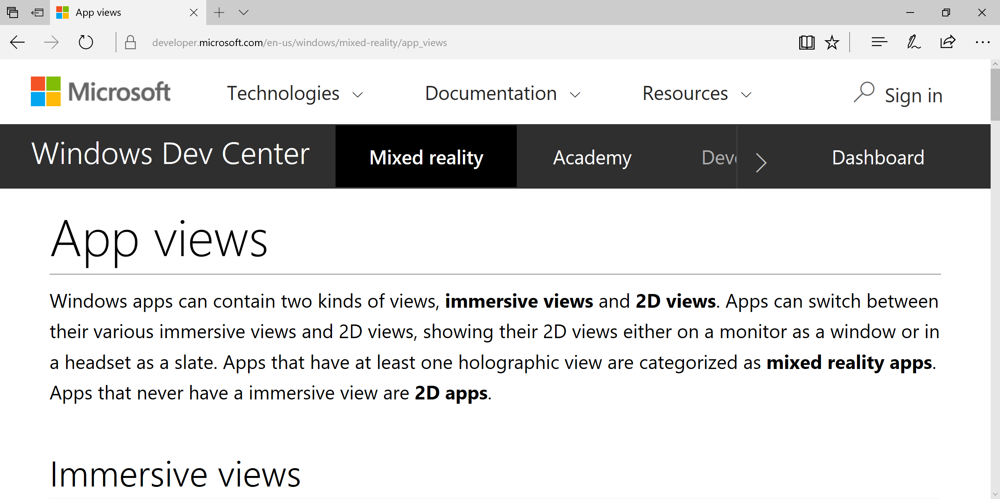 App views
developer.microsoft.com/en-us/windows/mixed-reality/app_views
Microsoft
Technologies
Documentation
Resources
Sign in
Windows Dev Center
Mixed reality
Academy
Dev
Dashboard
App views
Windows apps can contain two kinds of views, immersive views and 2D views. Apps can switch between
their various immersive views and 2D views, showing their 2D views either on a monitor as a window or in
a headset as a slate. Apps that have at least one holographic view are categorized as mixed reality apps.
Apps that never have a immersive view are 2D apps.
Immersive views